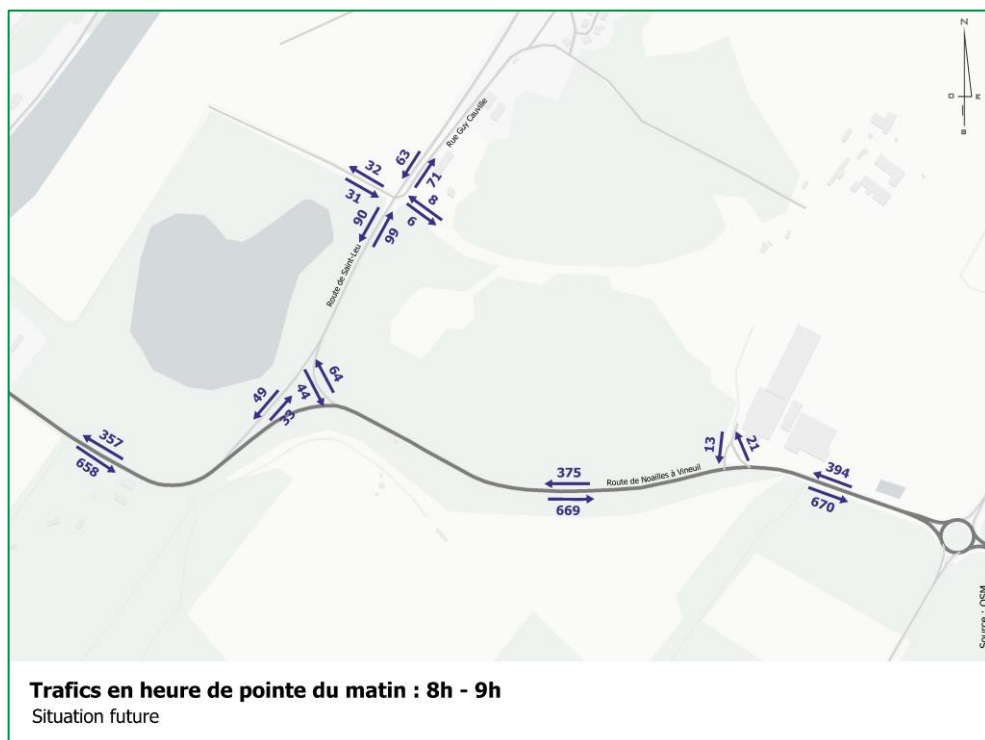 N
O
E
S
Rue Guy Cauville
63
71
32
31
8
6
90
99
Route de Saint-Leu
49
33
44
64
357
658
375
669
Route de Noailles à Vineuil
13
21
394
670
Source : OSM
Trafics en heure de pointe du matin : 8h - 9h
Situation future